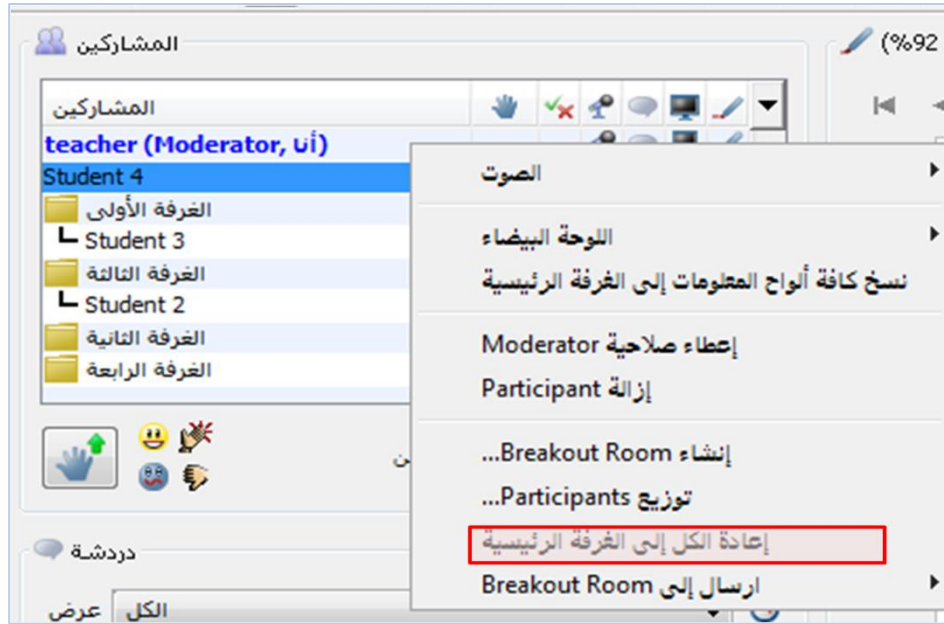 المشاركين
(%92
المشاركين
teacher (Moderator, أنا)
Student 4
الغرفة الأولى
Student 3
الغرفة الثالثة
Student 2
الغرفة الثانية
الغرفة الرابعة
الصوت
اللوحة البيضاء
نسخ كافة ألواح المعلومات إلى الغرفة الرئيسية
إعطاء صلاحية Moderator
إزالة Participant
إنشاء Breakout Room...
توزيع Participants...
إعادة الكل إلى الغرفة الرئيسية
ارسال إلى Breakout Room
دردشة
عرض الكل